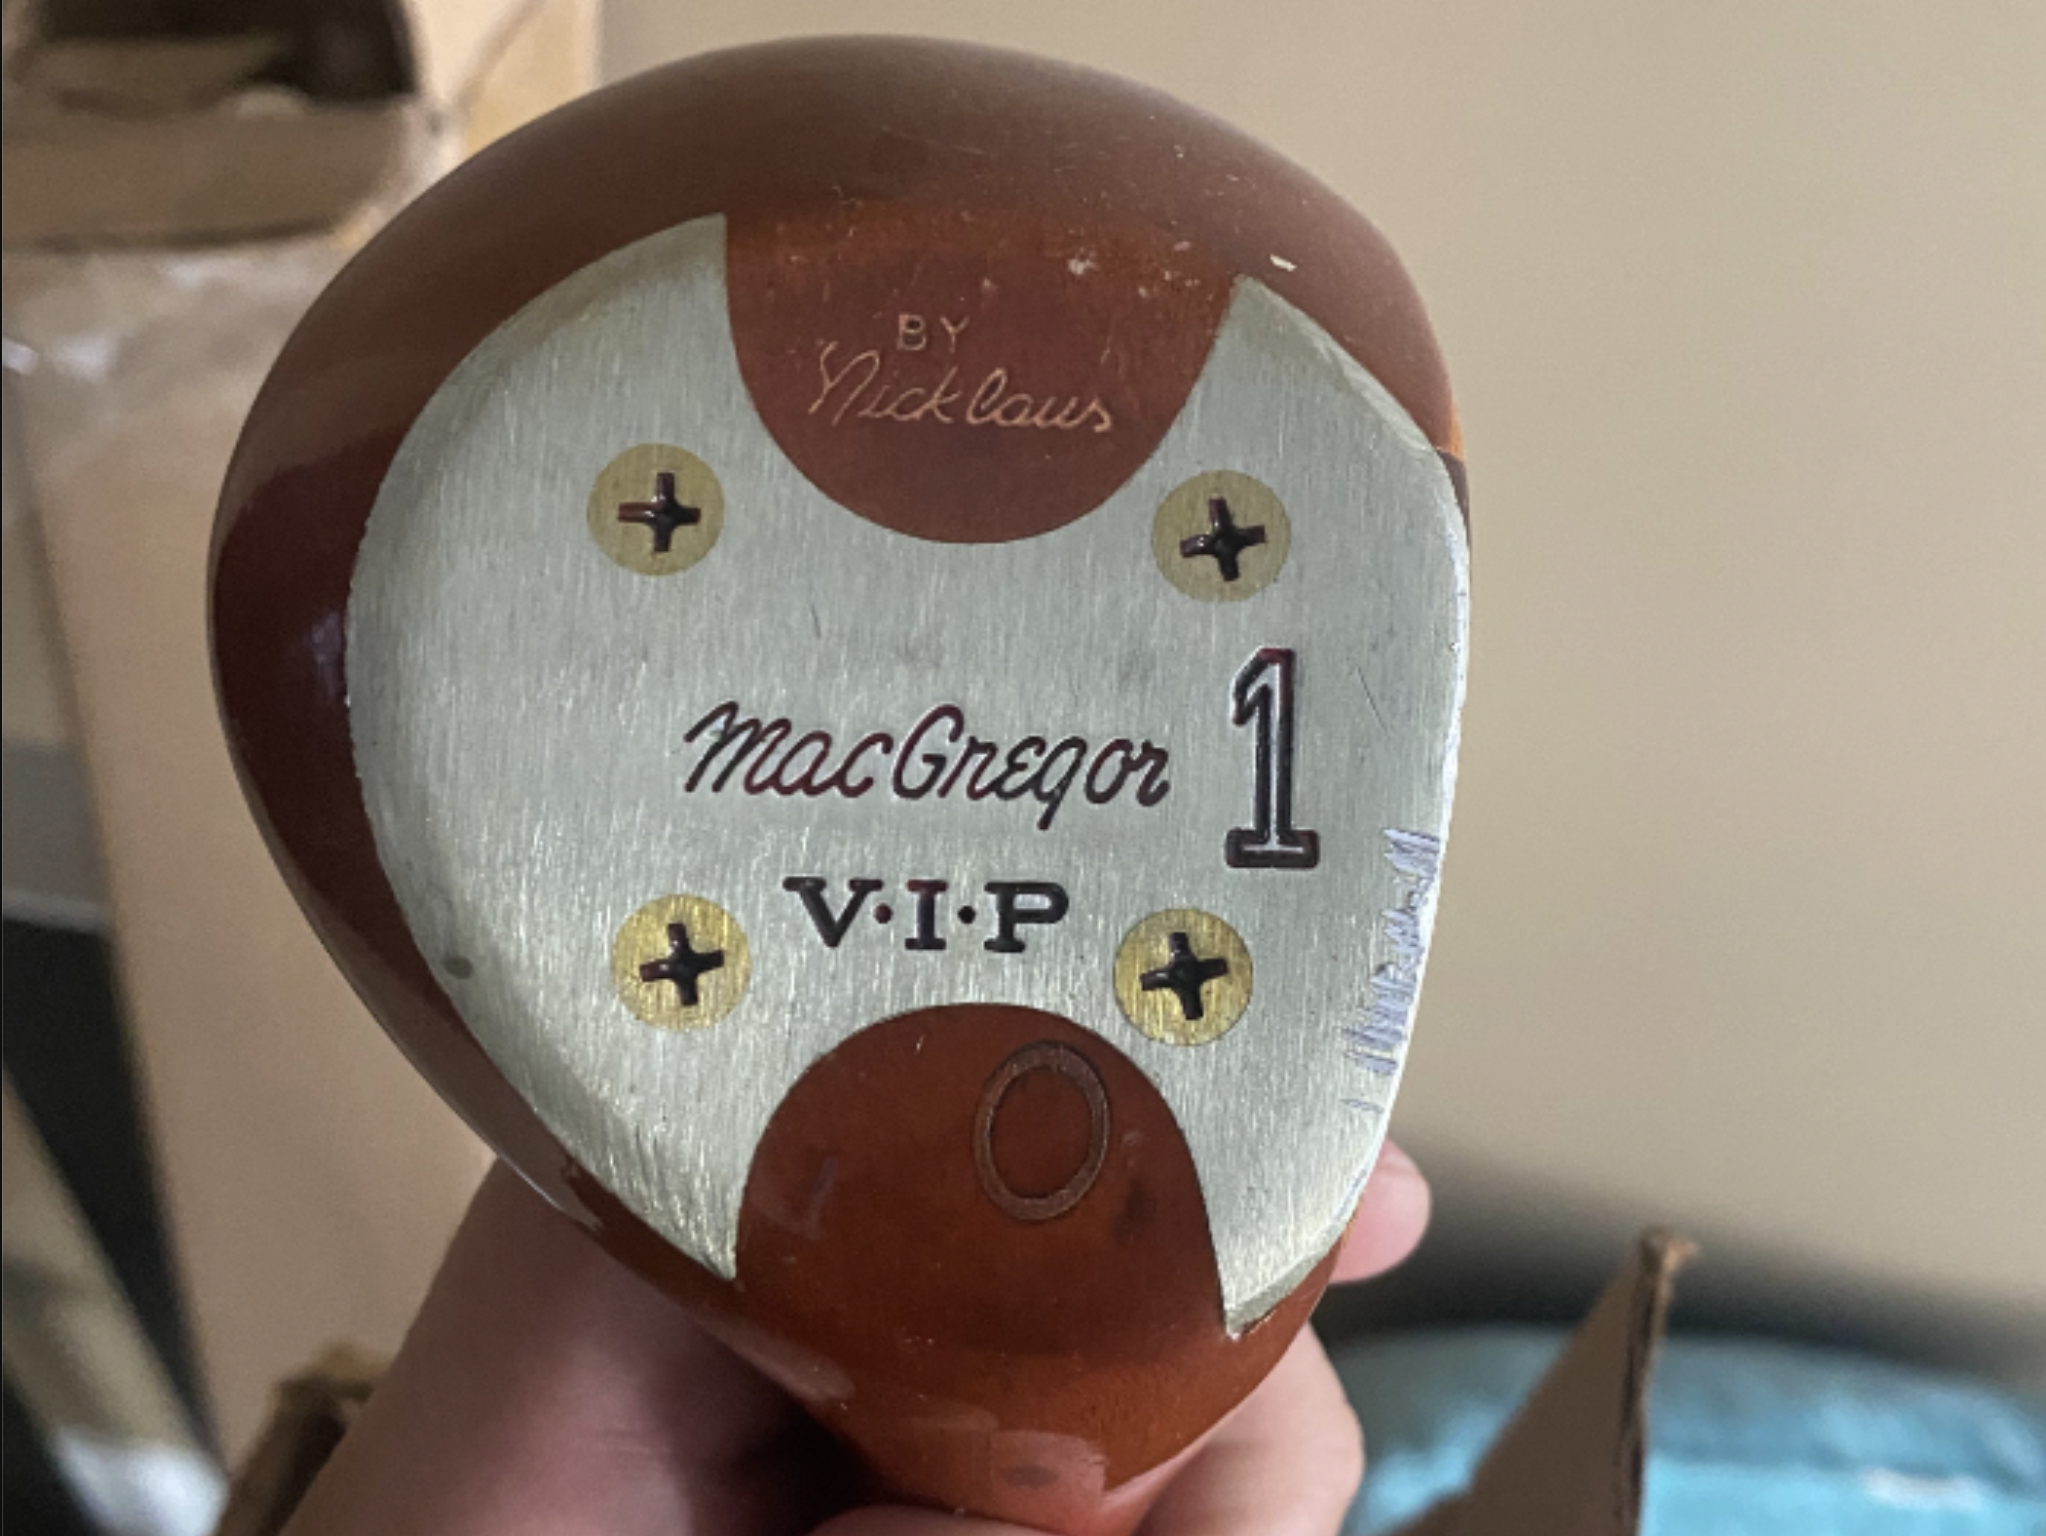 BY
Nicklaus
MacGregor 1
V·I·P
O